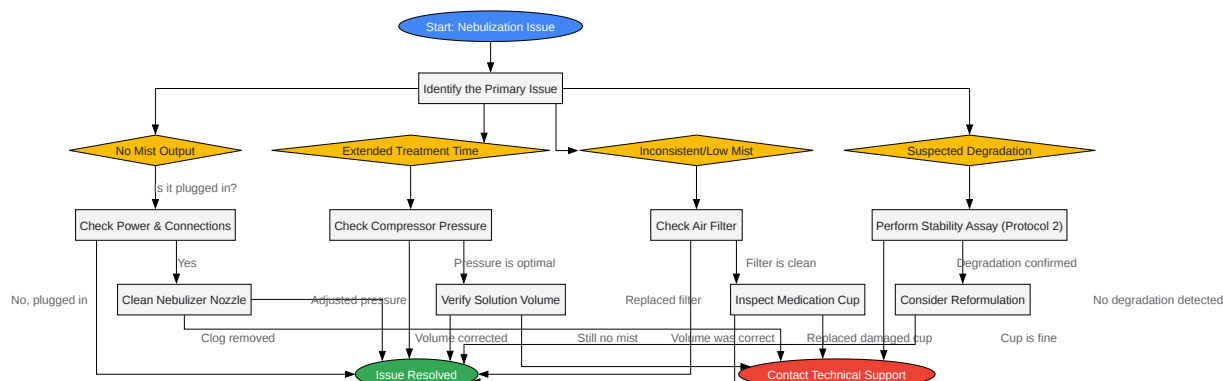 Start: Nebulization Issue
Identify the Primary Issue
No Mist Output
Extended Treatment Time
Inconsistent/Low Mist
Suspected Degradation
Is it plugged in?
Check Power & Connections
Check Compressor Pressure
Check Air Filter
Perform Stability Assay (Protocol 2)
Yes
Pressure is optimal
Filter is clean
Degradation confirmed
No, plugged in
Clean Nebulizer Nozzle
Adjusted pressure
Verify Solution Volume
Replaced filter
Inspect Medication Cup
Consider Reformulation
No degradation detected
Clog removed
Volume corrected
Still no mist
Volume was correct
Replaced damaged cup
Cup is fine
Issue Resolved
Contact Technical Support